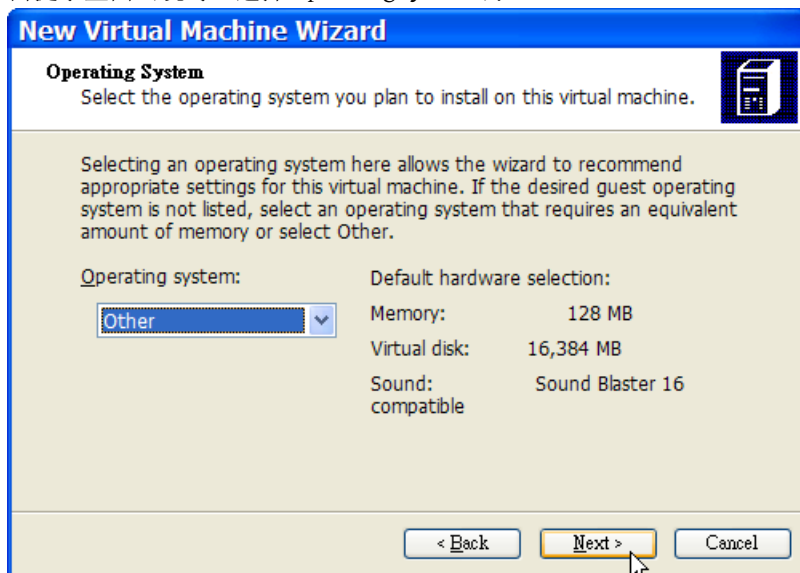 New Virtual Machine Wizard
Operating System
Select the operating system you plan to install on this virtual machine.
Selecting an operating system here allows the wizard to recommend
appropriate settings for this virtual machine. If the desired guest operating
system is not listed, select an operating system that requires an equivalent
amount of memory or select Other.
Operating system:
Default hardware selection:
Other
Memory: 128 MB
Virtual disk: 16,384 MB
Sound: Sound Blaster 16
compatible
< Back
Next >
Cancel